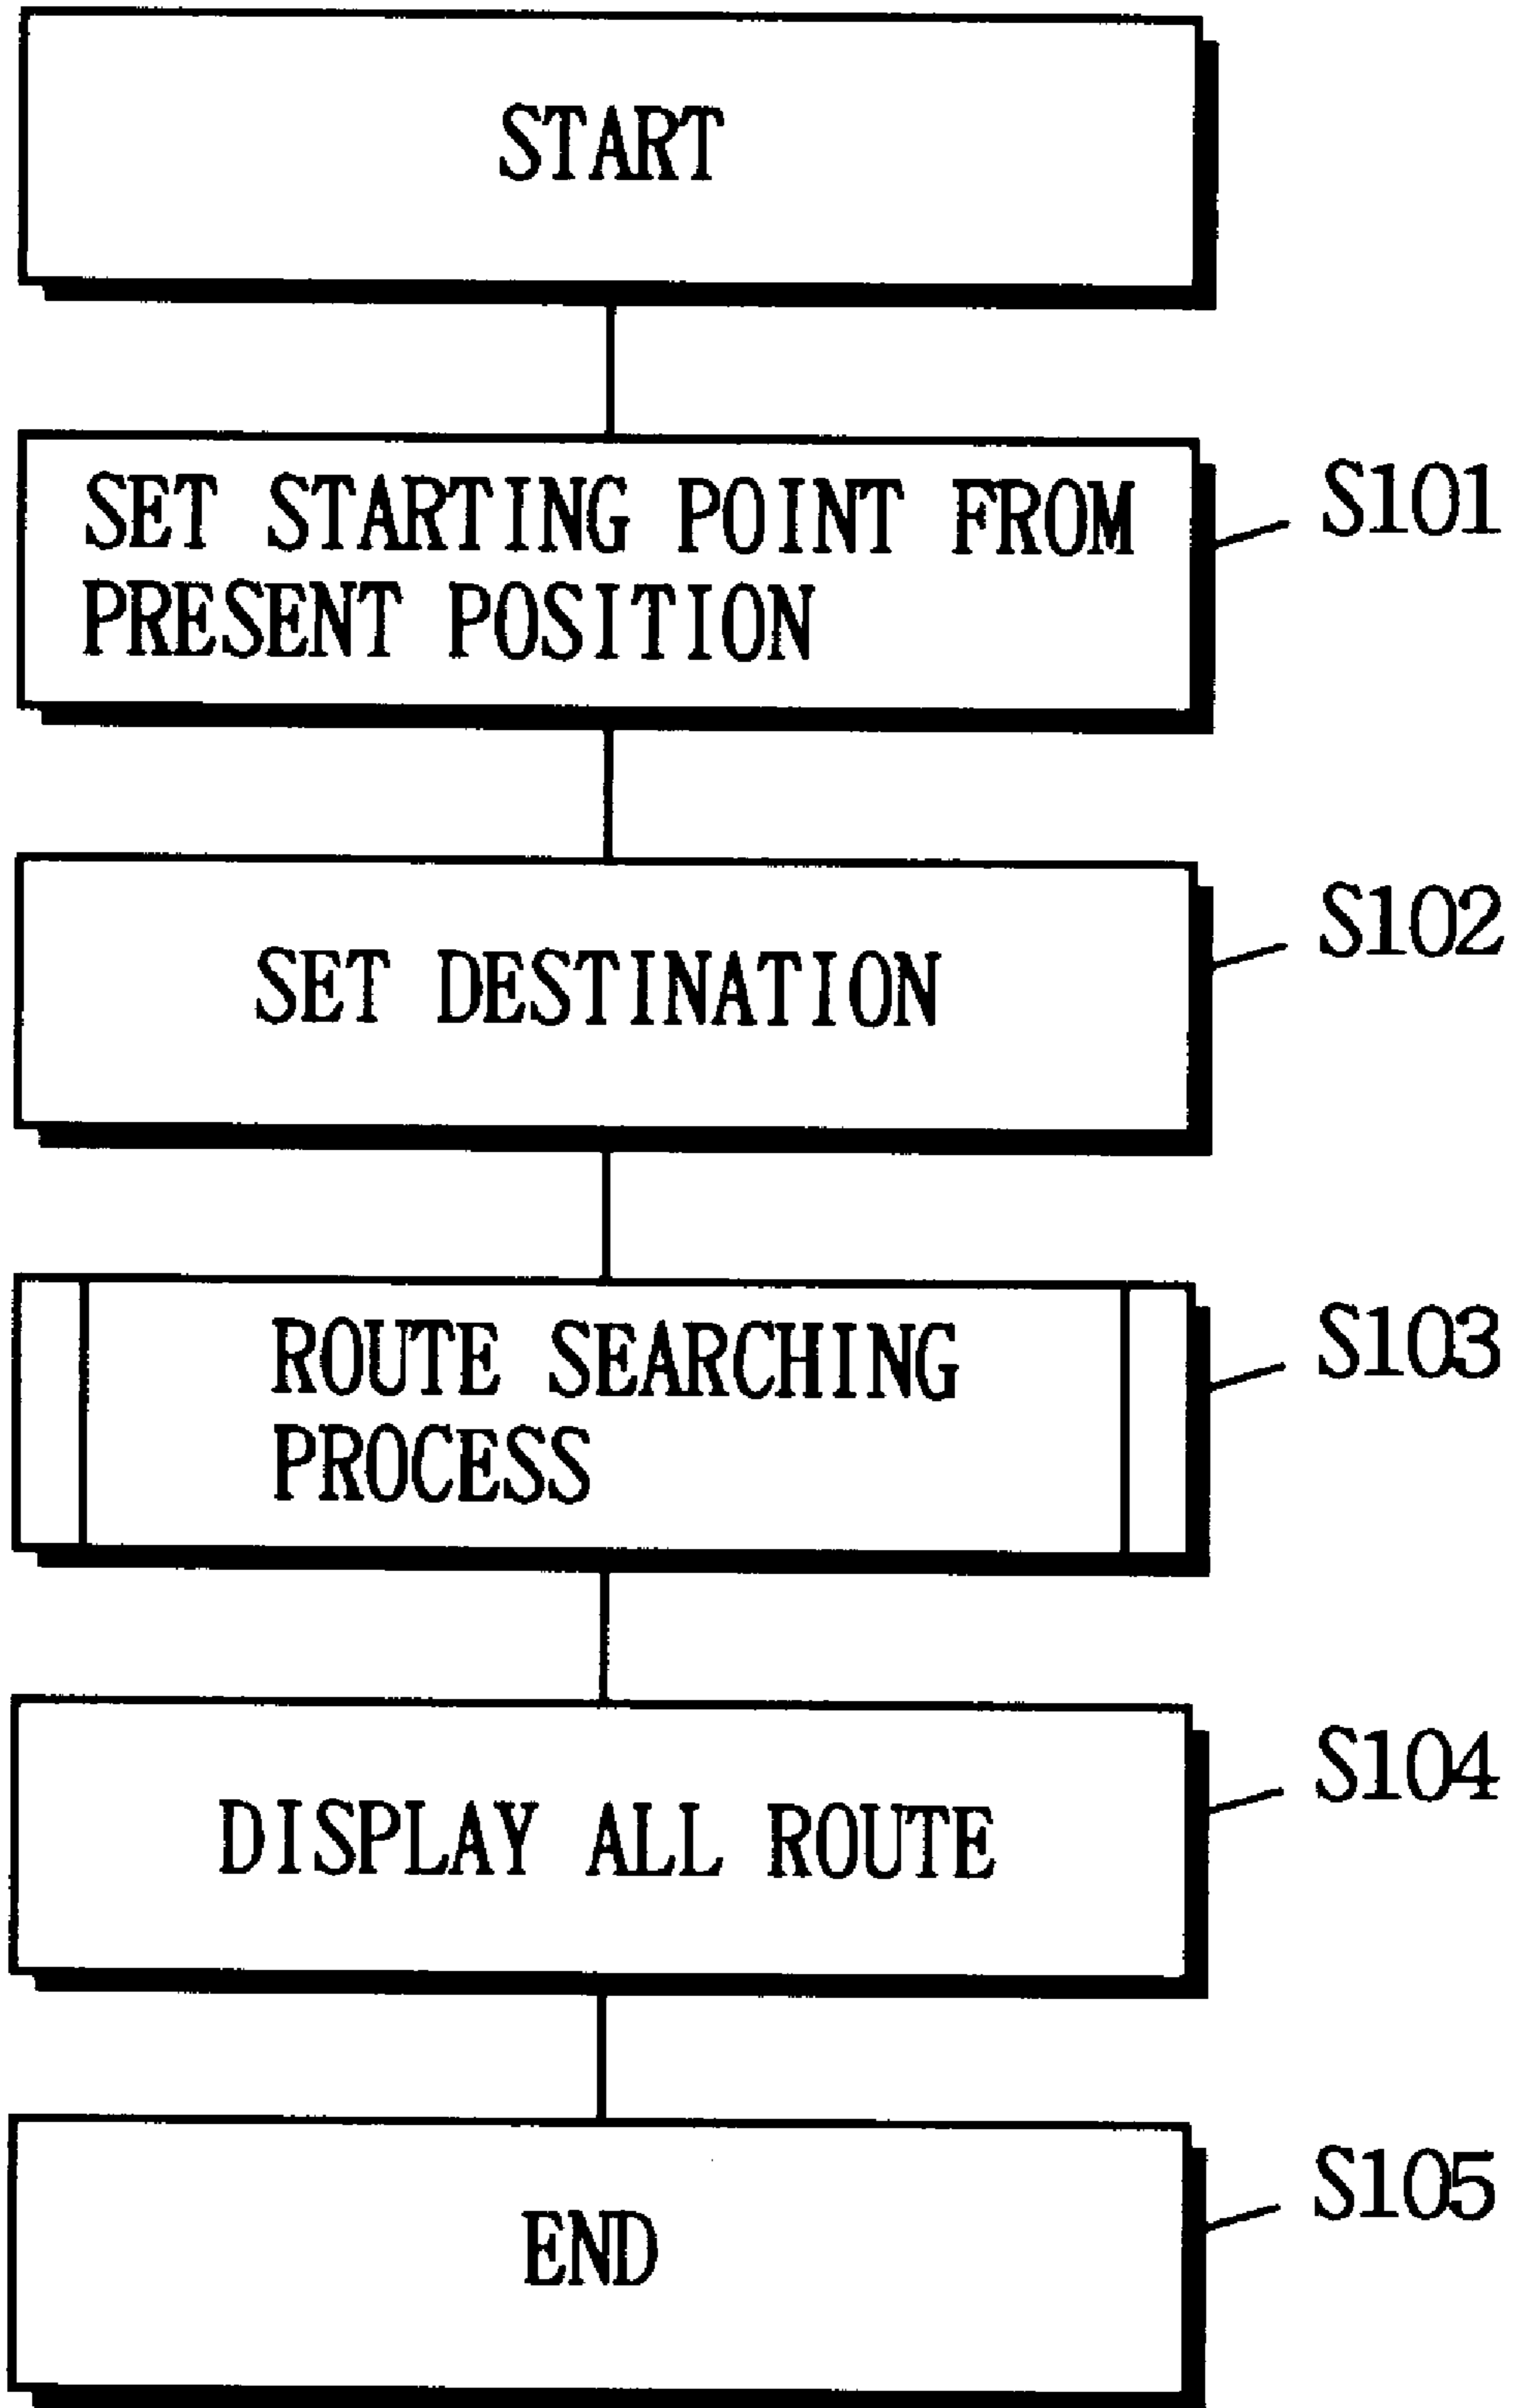 START
SET STARTING POINT FROM
PRESENT POSITION
S101
SET DESTINATION
S102
ROUTE SEARCHING
PROCESS
S103
DISPLAY ALL ROUTE
S104
END
S105